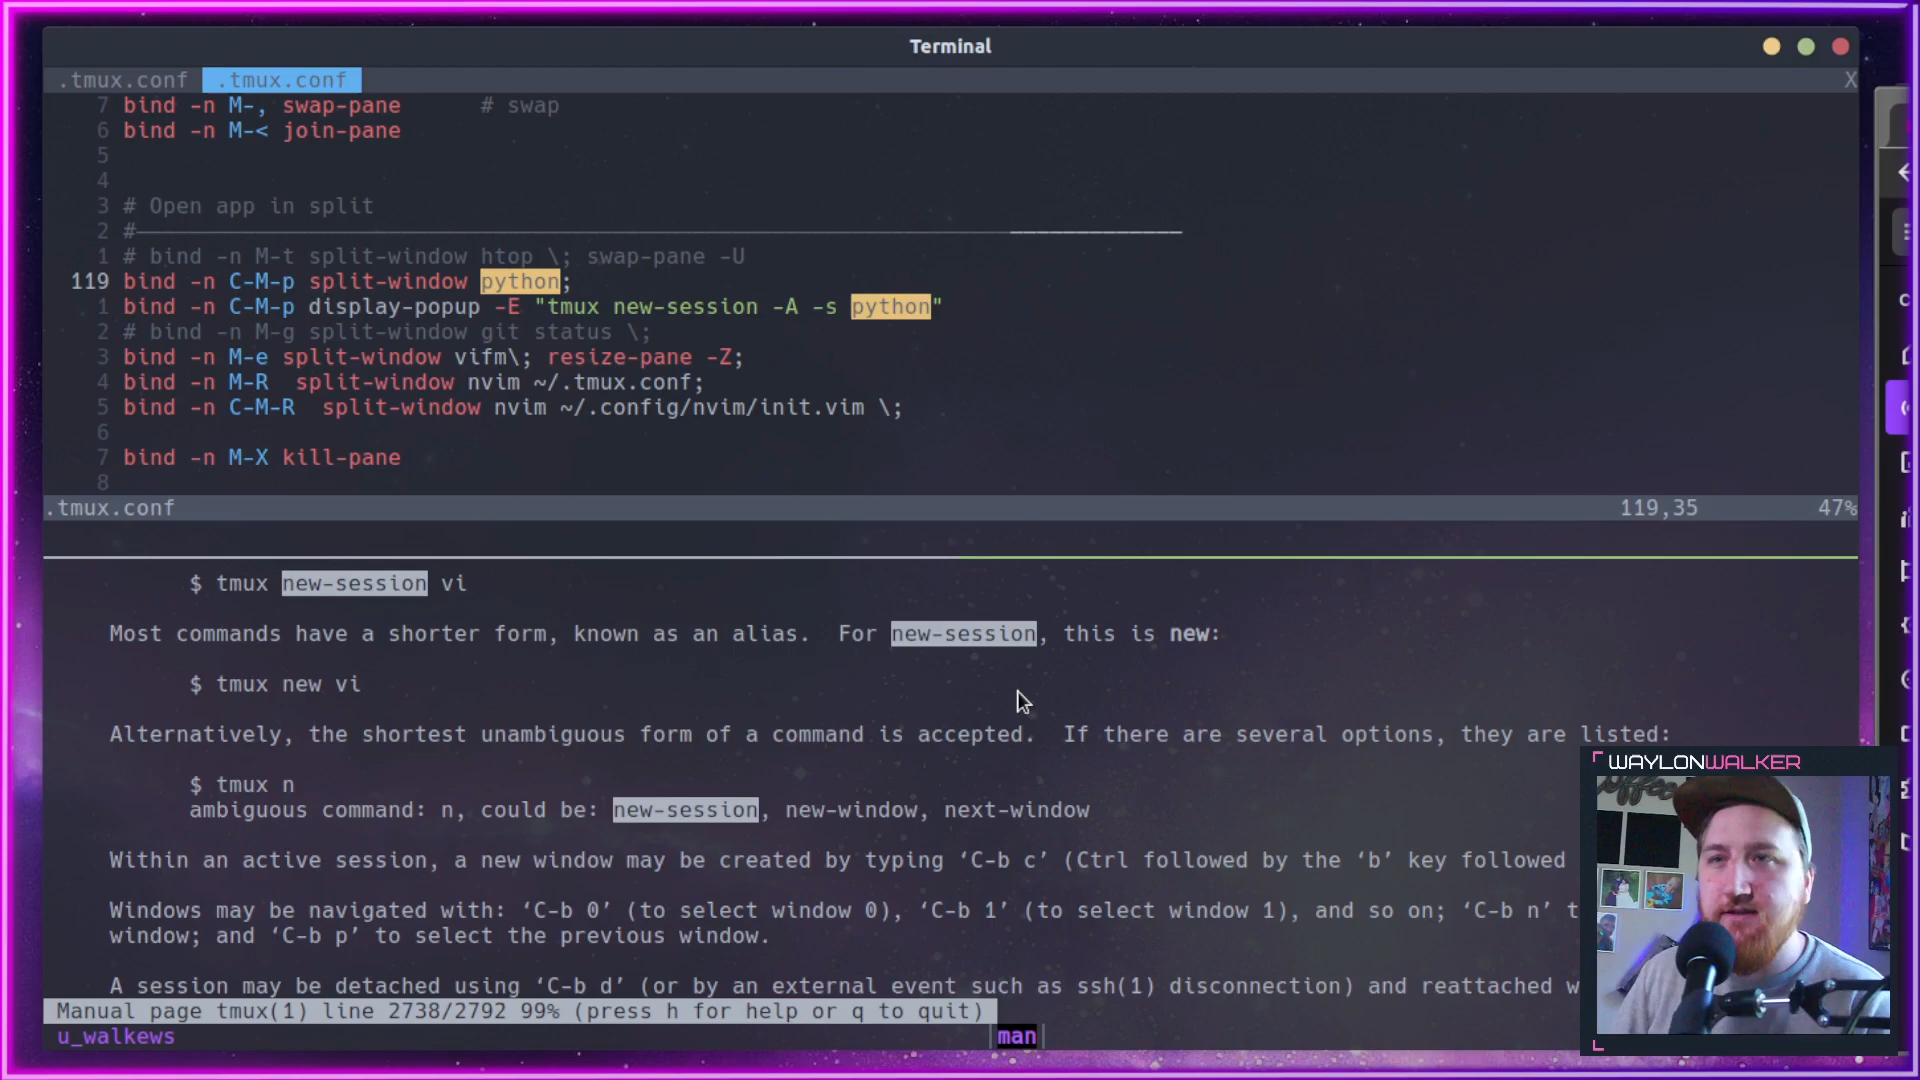 Terminal
.tmux.conf .tmux.conf X
7 bind -n M-, swap-pane # swap
6 bind -n M-< join-pane
5
4
3 # Open app in split
2 #
1 # bind -n M-t split-window htop \; swap-pane -U
119 bind -n C-M-p split-window python;
1 bind -n C-M-p display-popup -E "tmux new-session -A -s python"
2 # bind -n M-g split-window git status \;
3 bind -n M-e split-window vifm\; resize-pane -Z;
4 bind -n M-R split-window nvim ~/.tmux.conf;
5 bind -n C-M-R split-window nvim ~/.config/nvim/init.vim \;
6
7 bind -n M-X kill-pane
8
.tmux.conf 119,35 47%
$ tmux new-session vi
Most commands have a shorter form, known as an alias. For new-session, this is new:
$ tmux new vi
Alternatively, the shortest unambiguous form of a command is accepted. If there are several options, they are listed:
$ tmux n
ambiguous command: n, could be: new-session, new-window, next-window
Within an active session, a new window may be created by typing ‘C-b c’ (Ctrl followed by the ‘b’ key followed
Windows may be navigated with: ‘C-b 0’ (to select window 0), ‘C-b 1’ (to select window 1), and so on; ‘C-b n’ t
window; and ‘C-b p’ to select the previous window.
A session may be detached using ‘C-b d’ (or by an external event such as ssh(1) disconnection) and reattached w
Manual page tmux(1) line 2738/2792 99% (press h for help or q to quit)
u_walkews man
WAYLONWALKER